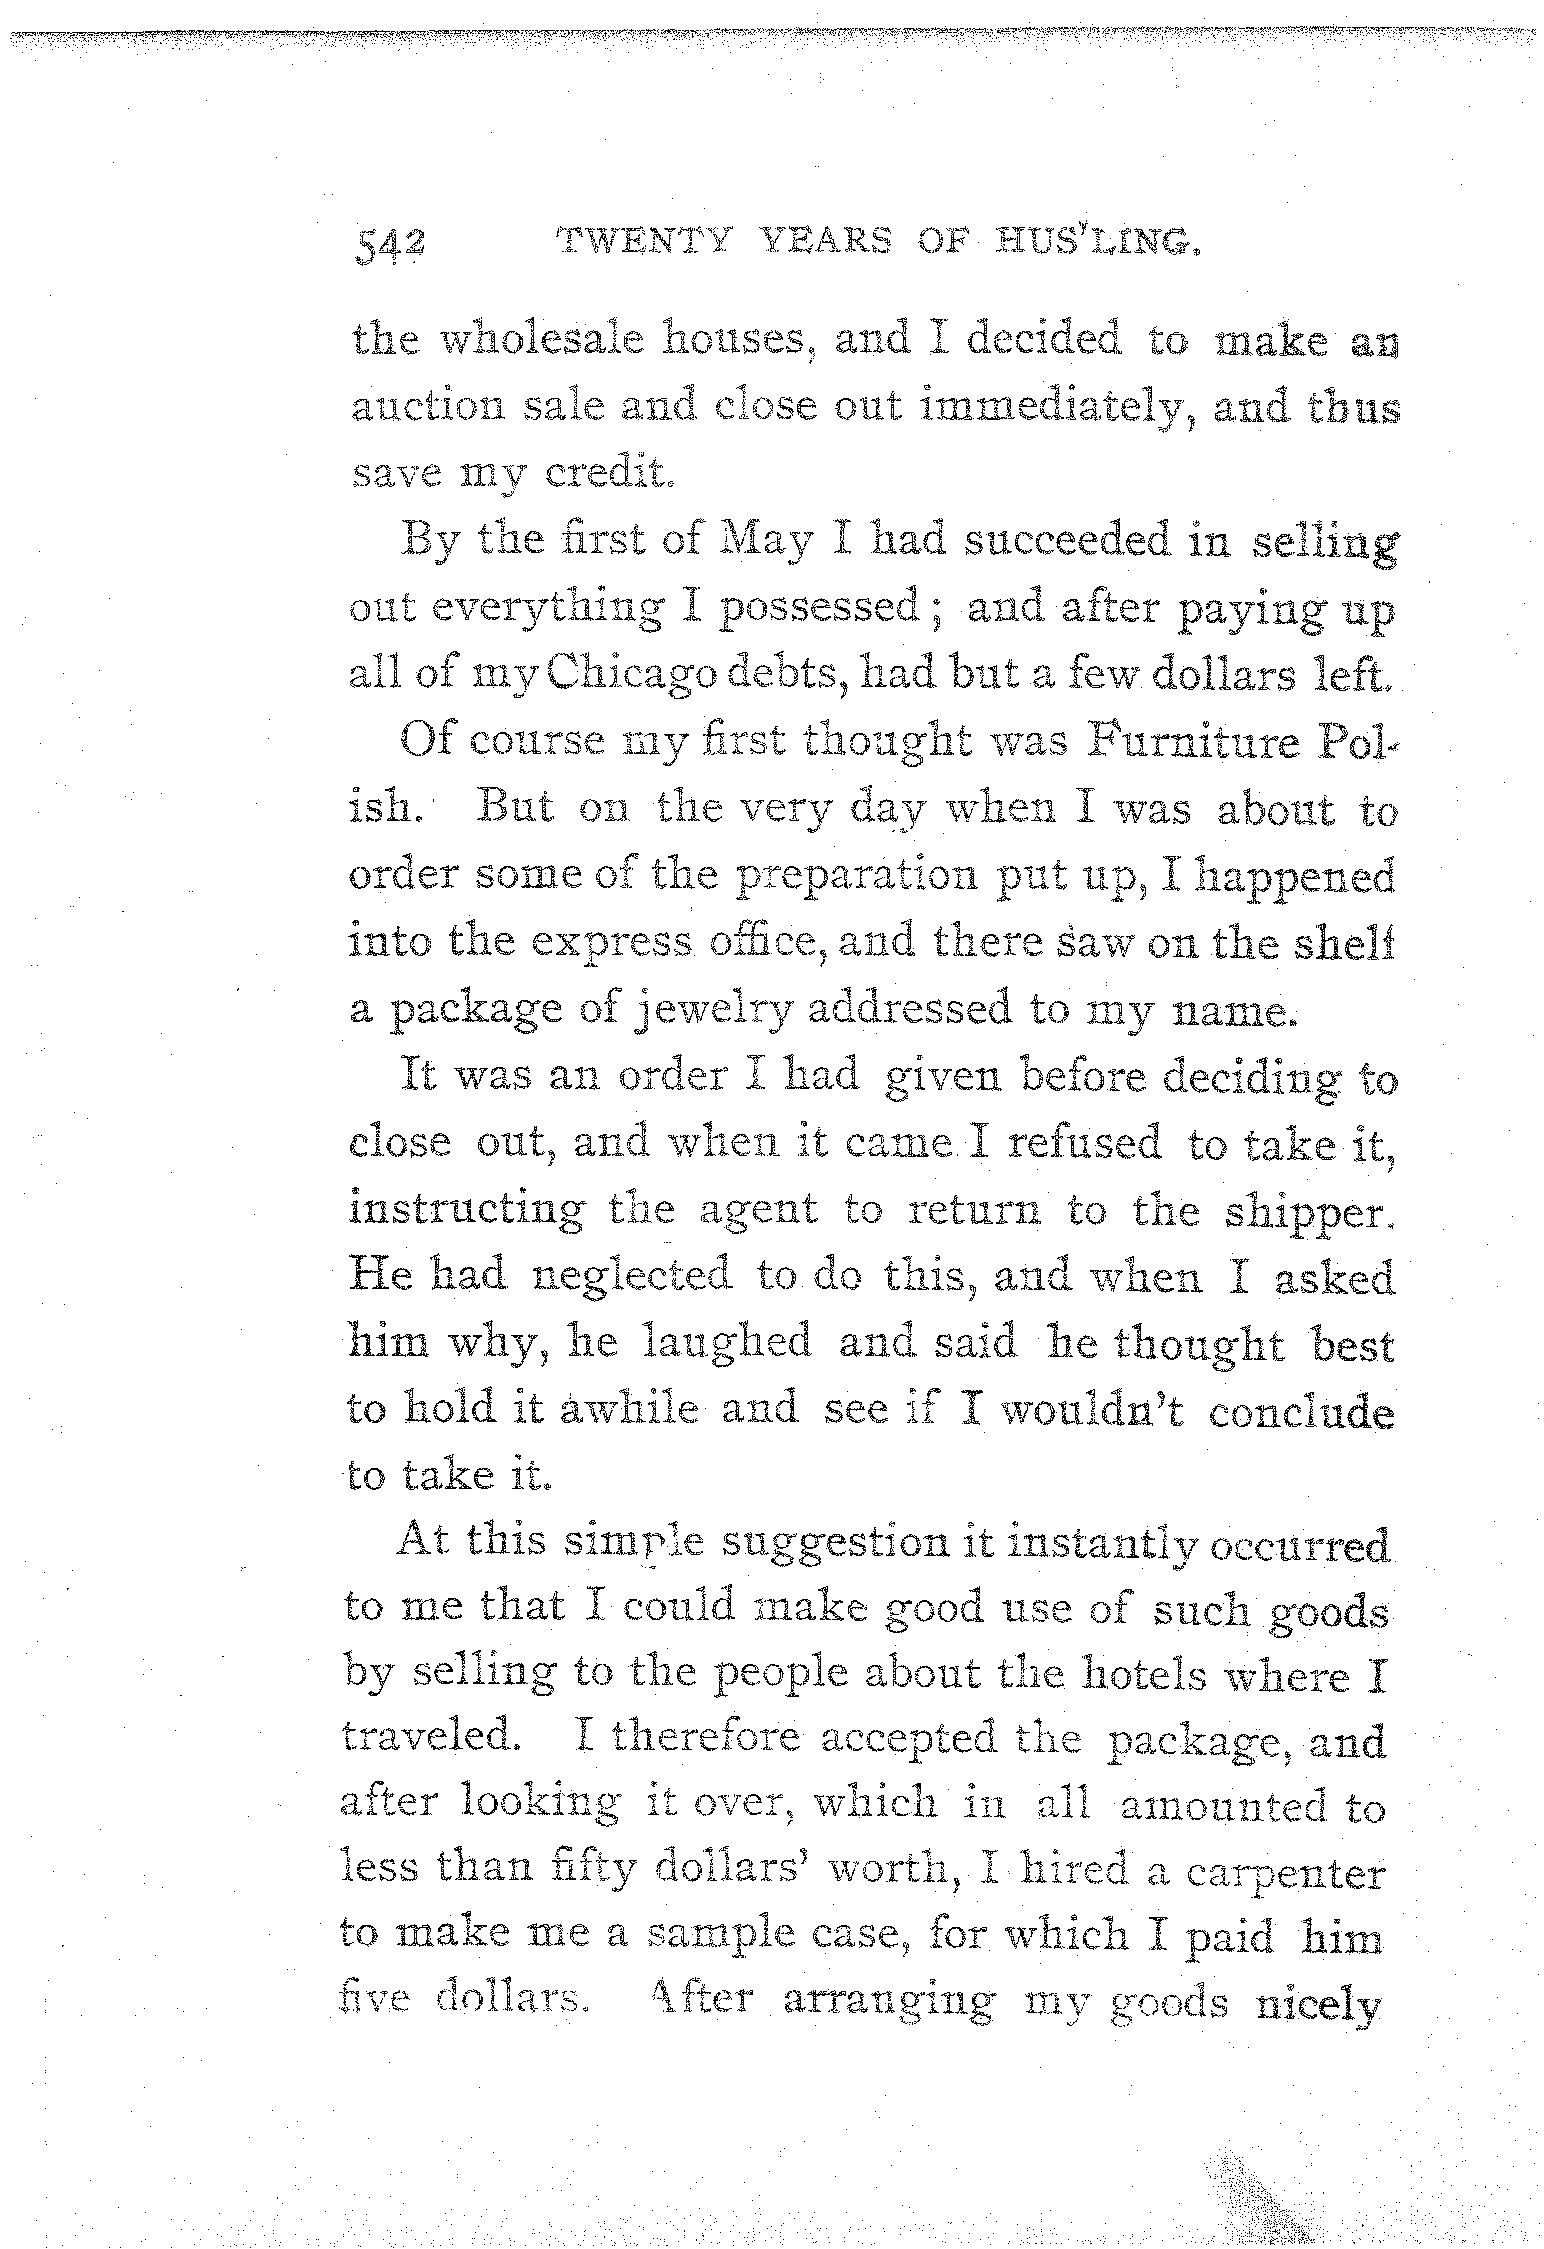 542 TWENTY YEARS OF HUS'LING.
the wholesale houses, and I decided to make an
auction sale and close out immediately, and thus
save my credit.
By the first of May I had succeeded in selling
out everything I possessed; and after paying up
all of my Chicago debts, had but a few dollars left.
Of course my first thought was Furniture Pol-
ish. But on the very day when I was about to
order some of the preparation put up, I happened
into the express office, and there saw on the shelf
a package of jewelry addressed to my name.
It was an order I had given before deciding to
close out, and when it came I refused to take it,
instructing the agent to return to the shipper.
He had neglected to do this, and when I asked
him why, he laughed and said he thought best
to hold it awhile and see if I wouldn't conclude
to take it.
At this simple suggestion it instantly occurred
to me that I could make good use of such goods
by selling to the people about the hotels where I
traveled. I therefore accepted the package, and
after looking it over, which in all amounted to
less than fifty dollars' worth, I hired a carpenter
to make me a sample case, for which I paid him
five dollars. After arranging my goods nicely